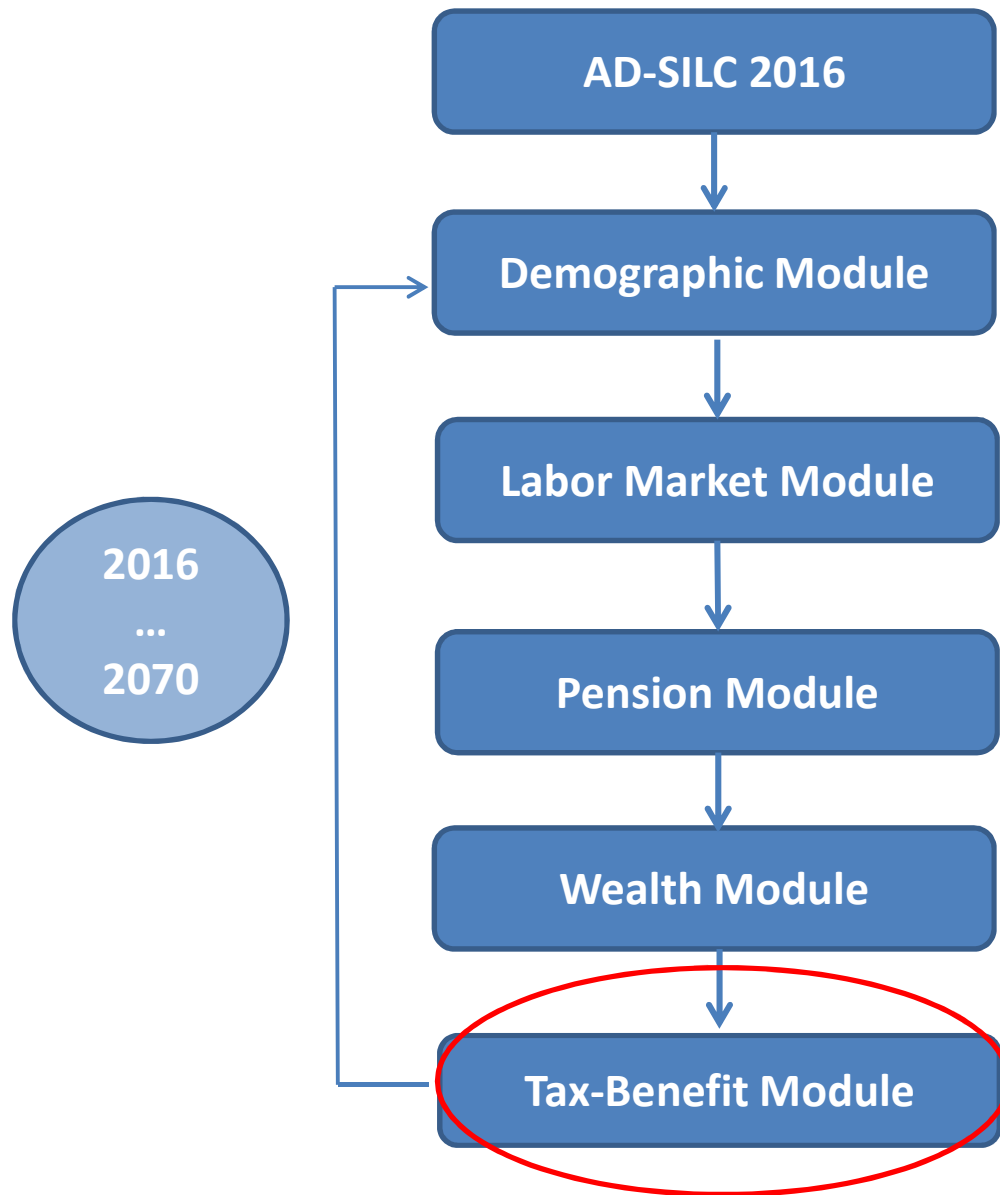 AD-SILC 2016
Demographic Module
Labor Market Module
2016
...
2070
Pension Module
Wealth Module
Tax-Benefit Module